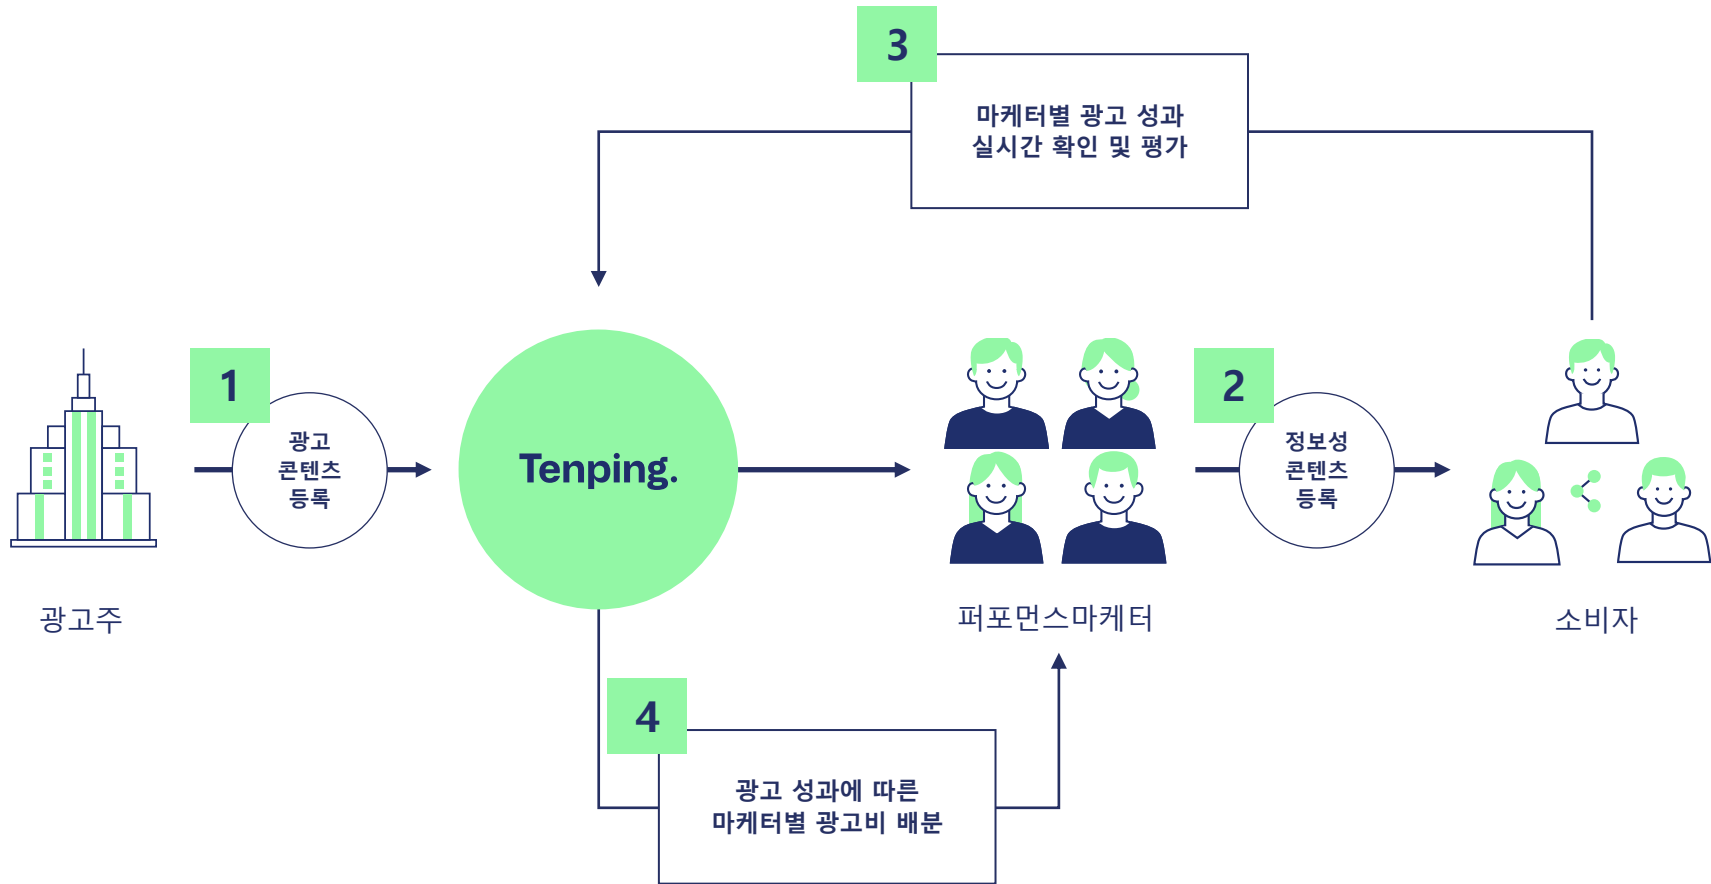 3
마케터별 광고 성과
실시간 확인 및 평가
1
광고
콘텐츠
등록
Tenping.
2
정보성
콘텐츠
등록
광고주
퍼포먼스마케터
소비자
4
광고 성과에 따른
마케터별 광고비 배분